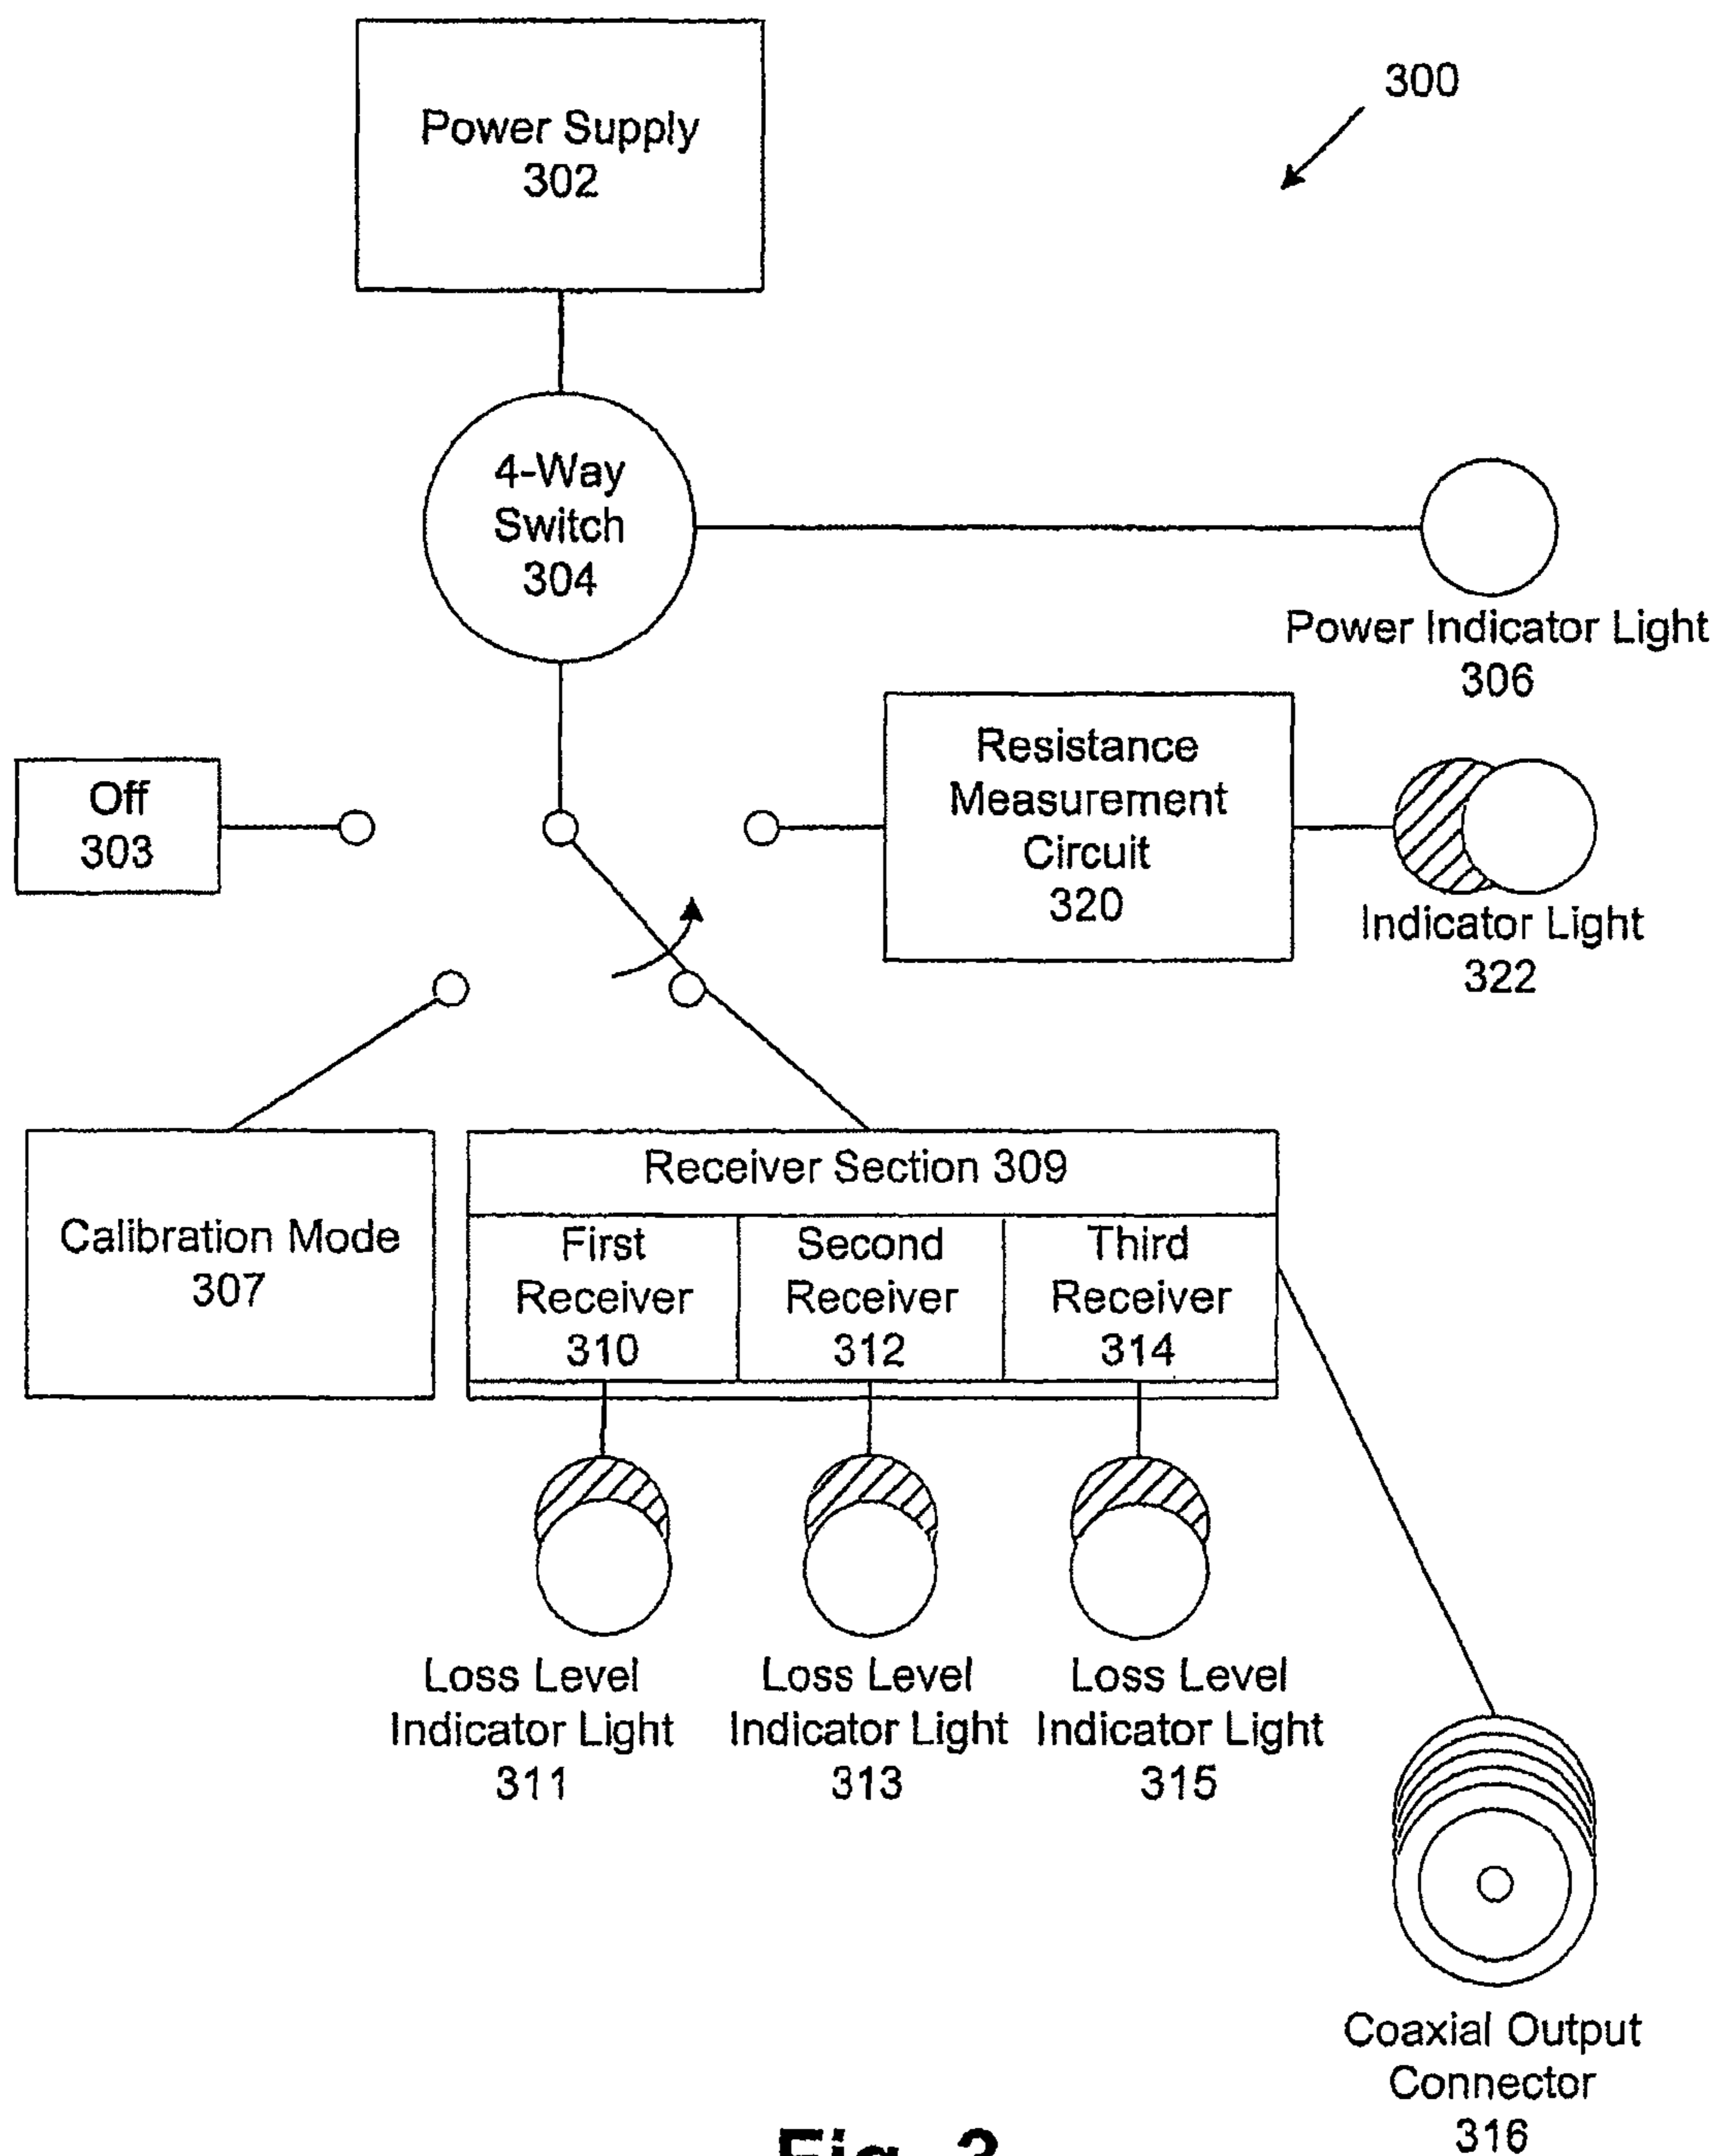 300
Power Supply
302
4-Way
Switch
304
Power Indicator Light
306
Resistance
Measurement
Circuit
320
Off
303
Indicator Light
322
Receiver Section 309
Calibration Mode
307
First
Receiver
310
Second
Receiver
312
Third
Receiver
314
Loss Level
Indicator Light
311
Loss Level
Indicator Light
313
Loss Level
Indicator Light
315
Coaxial Output
Connector
316